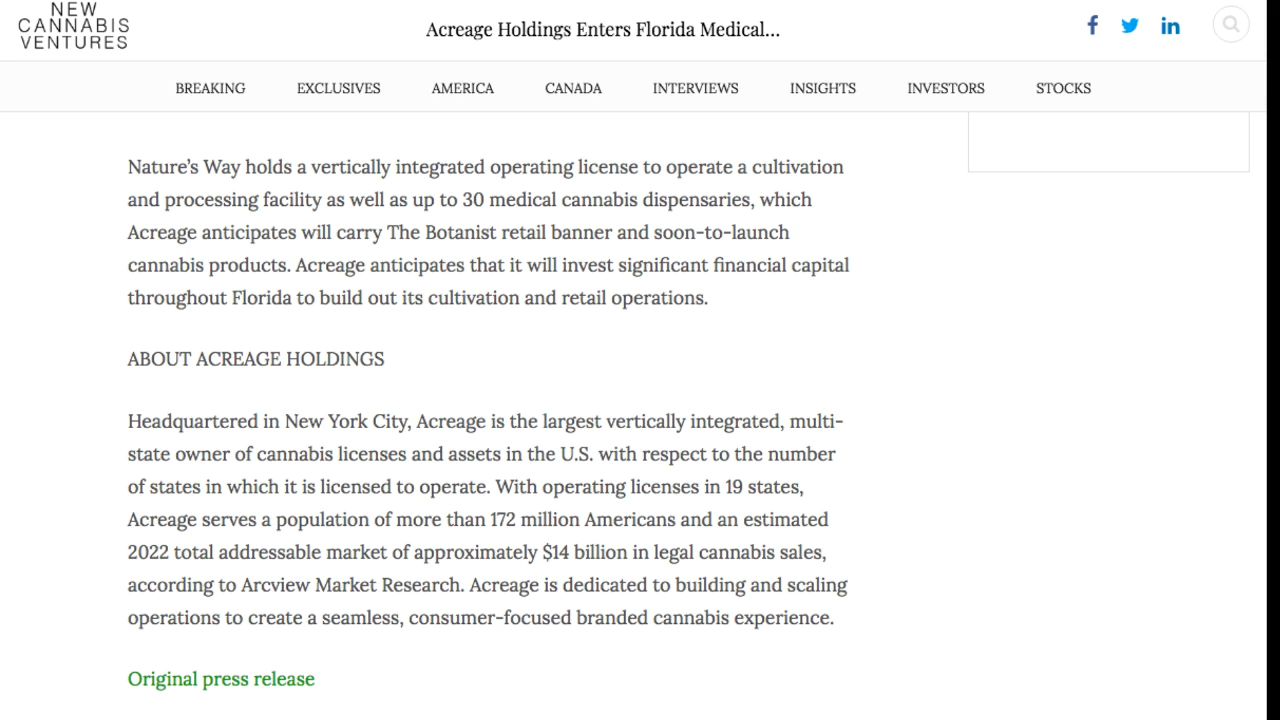 NEW
CANNABIS
VENTURES
Acreage Holdings Enters Florida Medical...
BREAKING EXCLUSIVES AMERICA CANADA INTERVIEWS INSIGHTS INVESTORS STOCKS
Nature’s Way holds a vertically integrated operating license to operate a cultivation
and processing facility as well as up to 30 medical cannabis dispensaries, which
Acreage anticipates will carry The Botanist retail banner and soon-to-launch
cannabis products. Acreage anticipates that it will invest significant financial capital
throughout Florida to build out its cultivation and retail operations.
ABOUT ACREAGE HOLDINGS
Headquartered in New York City, Acreage is the largest vertically integrated, multi-
state owner of cannabis licenses and assets in the U.S. with respect to the number
of states in which it is licensed to operate. With operating licenses in 19 states,
Acreage serves a population of more than 172 million Americans and an estimated
2022 total addressable market of approximately $14 billion in legal cannabis sales,
according to Arcview Market Research. Acreage is dedicated to building and scaling
operations to create a seamless, consumer-focused branded cannabis experience.
Original press release